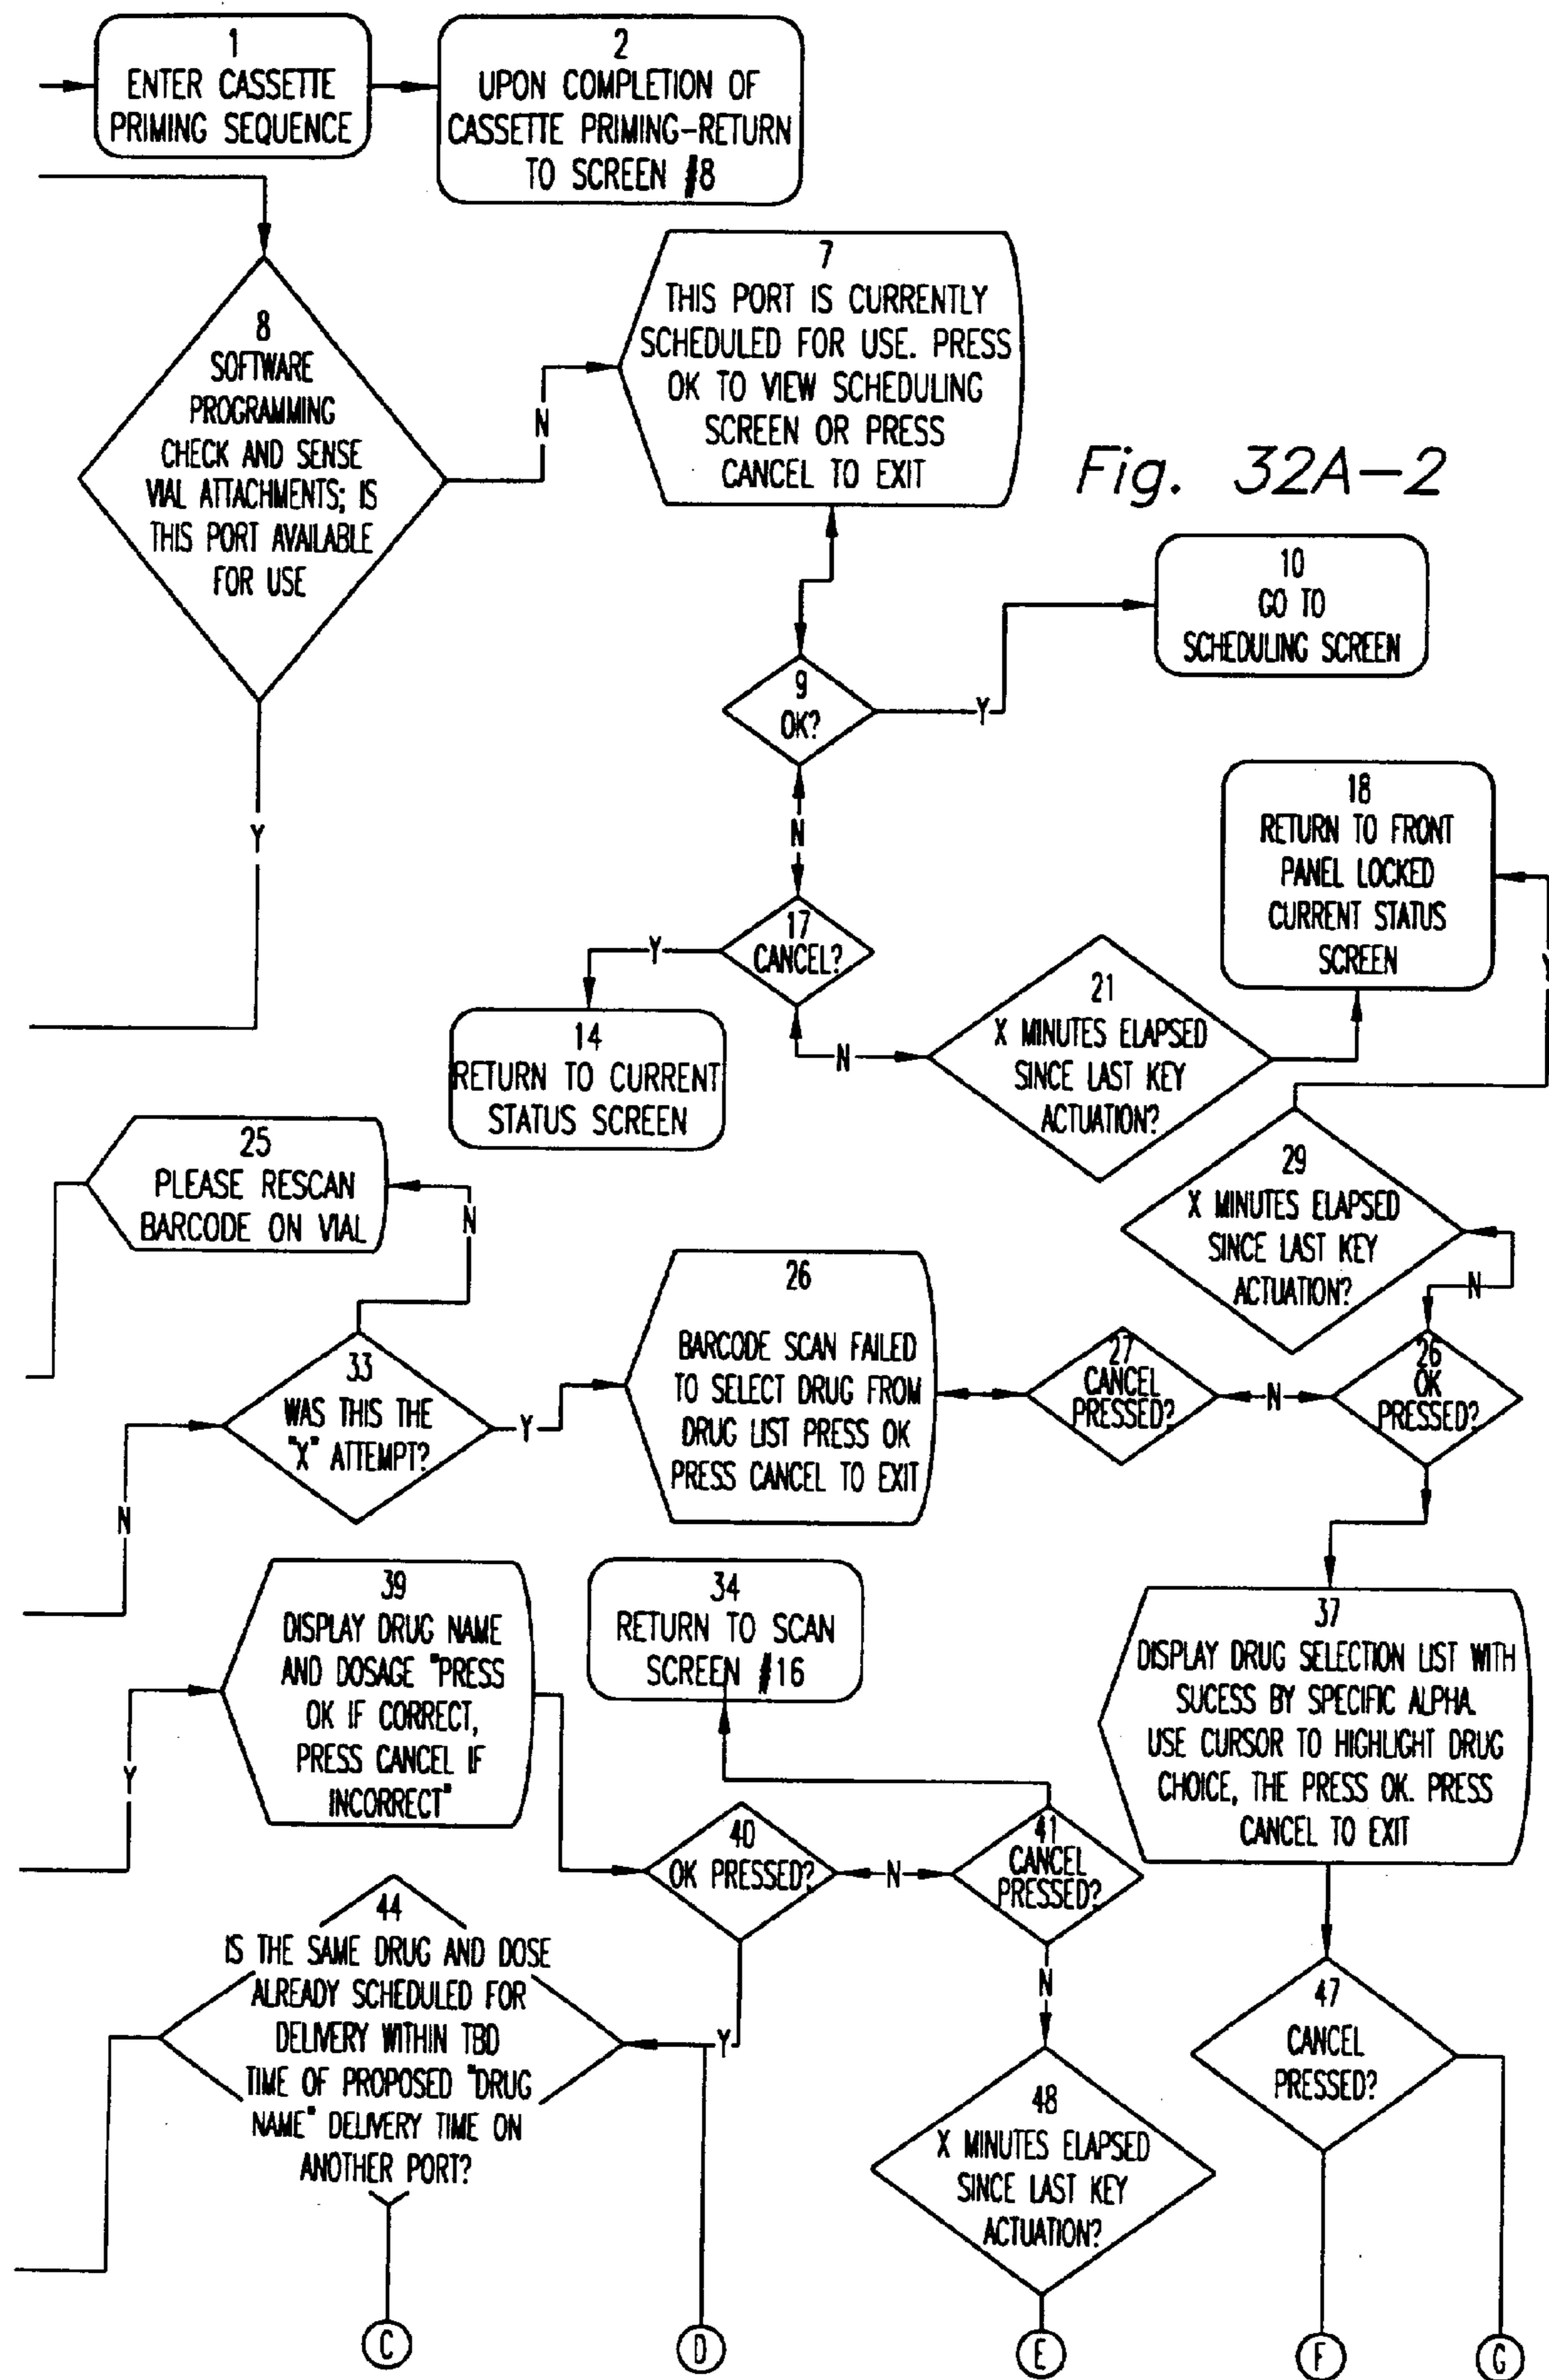 1
ENTER CASSETTE
PRIMING SEQUENCE
2
UPON COMPLETION OF
CASSETTE PRIMING-RETURN
TO SCREEN #8
8
SOFTWARE
PROGRAMMING
CHECK AND SENSE
VIAL ATTACHMENTS; IS
THIS PORT AVAILABLE
FOR USE
N
Y
7
THIS PORT IS CURRENTLY
SCHEDULED FOR USE. PRESS
OK TO VIEW SCHEDULING
SCREEN OR PRESS
CANCEL TO EXIT
Fig. 32A-2
10
GO TO
SCHEDULING SCREEN
9
OK?
Y
N
17
CANCEL?
Y
N
14
RETURN TO CURRENT
STATUS SCREEN
21
X MINUTES ELAPSED
SINCE LAST KEY
ACTUATION?
18
RETURN TO FRONT
PANEL LOCKED
CURRENT STATUS
SCREEN
Y
29
X MINUTES ELAPSED
SINCE LAST KEY
ACTUATION?
N
25
PLEASE RESCAN
BARCODE ON VIAL
N
33
WAS THIS THE
"X" ATTEMPT?
Y
N
26
BARCODE SCAN FAILED
TO SELECT DRUG FROM
DRUG LIST PRESS OK
PRESS CANCEL TO EXIT
27
CANCEL
PRESSED?
N
26
OK
PRESSED?
39
DISPLAY DRUG NAME
AND DOSAGE "PRESS
OK IF CORRECT,
PRESS CANCEL IF
INCORRECT"
Y
34
RETURN TO SCAN
SCREEN #16
37
DISPLAY DRUG SELECTION LIST WITH
SUCESS BY SPECIFIC ALPHA.
USE CURSOR TO HIGHLIGHT DRUG
CHOICE, THE PRESS OK. PRESS
CANCEL TO EXIT
40
OK PRESSED?
N
41
CANCEL
PRESSED?
Y
N
44
IS THE SAME DRUG AND DOSE
ALREADY SCHEDULED FOR
DELIVERY WITHIN TBD
TIME OF PROPOSED "DRUG
NAME" DELIVERY TIME ON
ANOTHER PORT?
Y
48
X MINUTES ELAPSED
SINCE LAST KEY
ACTUATION?
47
CANCEL
PRESSED?
C
D
E
F
G